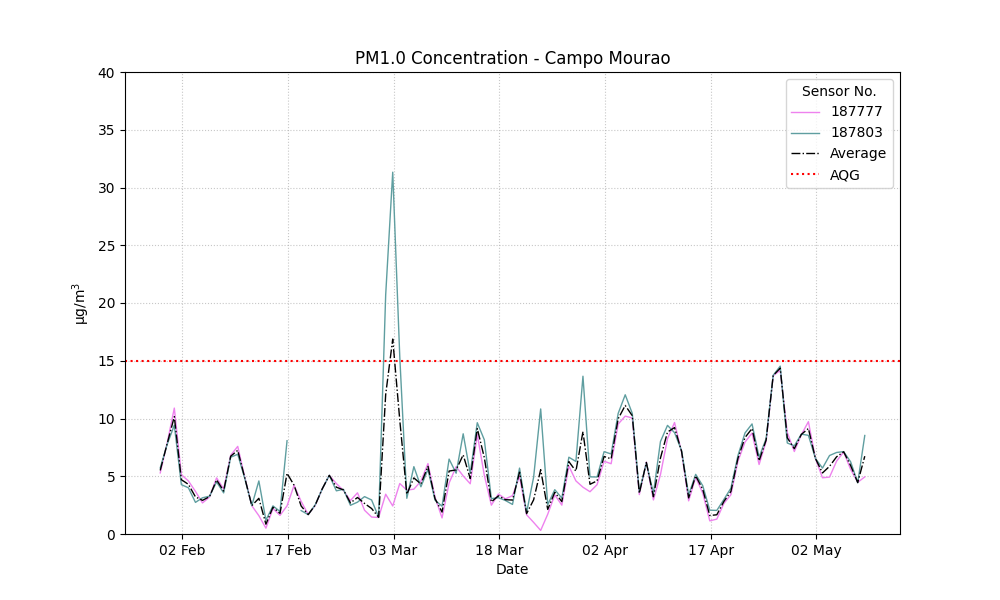 PM1.0 Concentration - Campo Mourao
40
35
30
25
20
15
10
5
0
µg/m³
Sensor No.
187777
187803
Average
AQG
02 Feb
17 Feb
03 Mar
18 Mar
02 Apr
17 Apr
02 May
Date